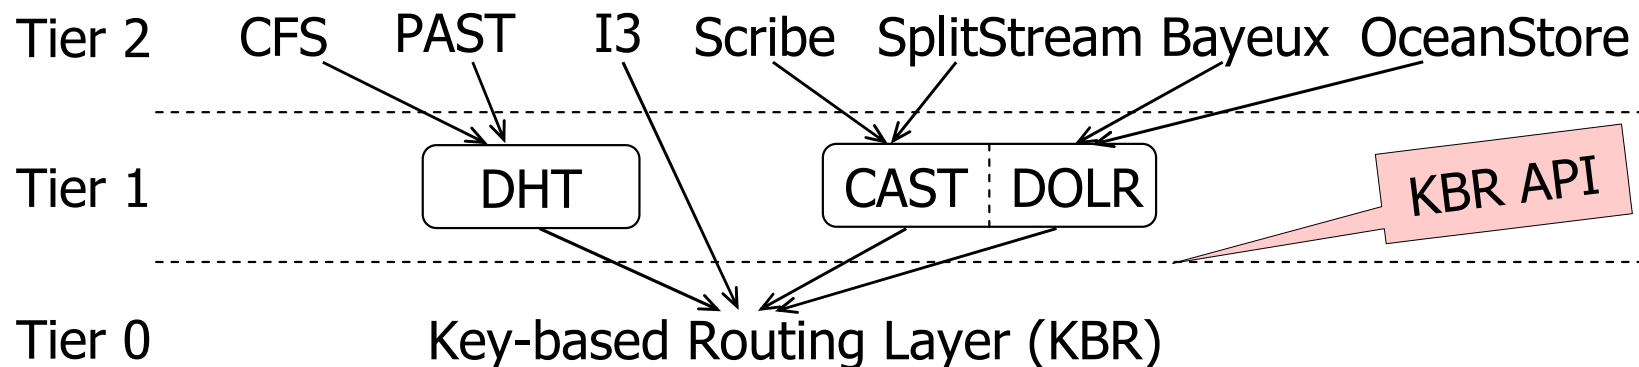 Tier 2 CFS PAST I3 Scribe SplitStream Bayeux OceanStore
Tier 1 DHT CAST DOLR KBR API
Tier 0 Key-based Routing Layer (KBR)